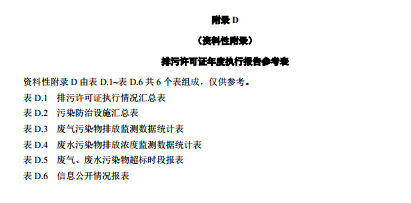 附录 D
（资料性附录）
排污许可证年度执行报告参考表
资料性附录 D 由表 D.1~表 D.6 共 6 个表组成，仅供参考。
表 D.1 排污许可证执行情况汇总表
表 D.2 污染防治设施汇总表
表 D.3 废气污染物排放监测数据统计表
表 D.4 废水污染物排放浓度监测数据统计表
表 D.5 废气、废水污染物超标时段报表
表 D.6 信息公开情况报表